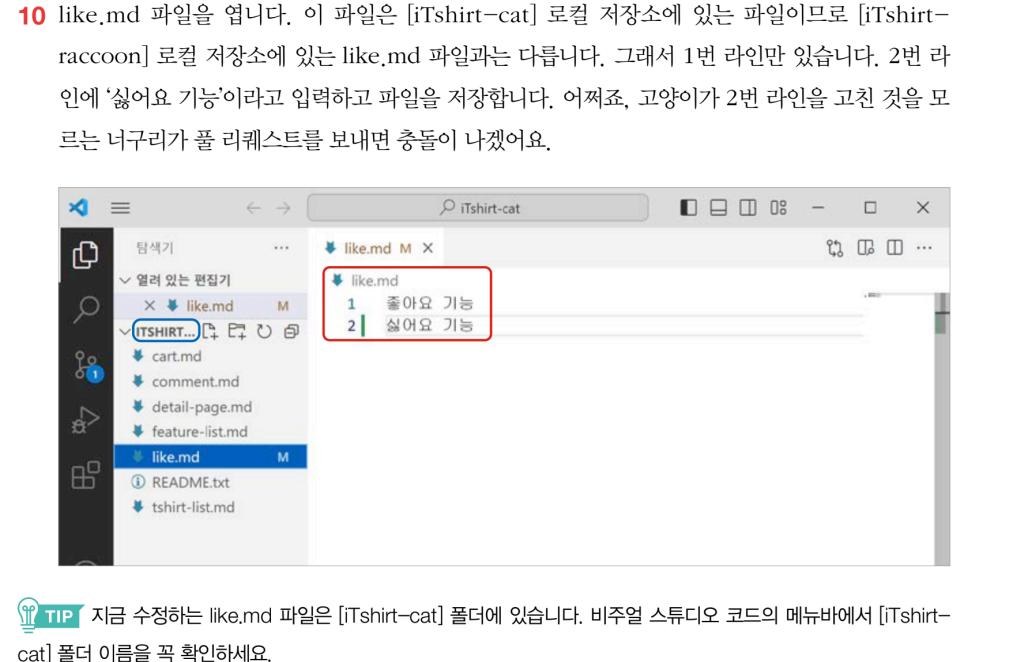 10 like.md 파일을 엽니다. 이 파일은 [iTshirt-cat] 로컬 저장소에 있는 파일이므로 [iTshirt-
raccoon] 로컬 저장소에 있는 like.md 파일과는 다릅니다. 그래서 1번 라인만 있습니다. 2번 라
인에 ‘싫어요 기능’이라고 입력하고 파일을 저장합니다. 어쩌죠, 고양이가 2번 라인을 고친 것을 모
르는 너구리가 풀 리퀘스트를 보내면 충돌이 나겠어요.
iTshirt-cat
탐색기 ···
like.md M
열려 있는 편집기
like.md M
ITSHIRT...
cart.md
comment.md
detail-page.md
feature-list.md
like.md M
README.txt
tshirt-list.md
1
like.md
1 좋아요 기능
2 싫어요 기능
TIP 지금 수정하는 like.md 파일은 [iTshirt-cat] 폴더에 있습니다. 비주얼 스튜디오 코드의 메뉴바에서 [iTshirt-
cat] 폴더 이름을 꼭 확인하세요.